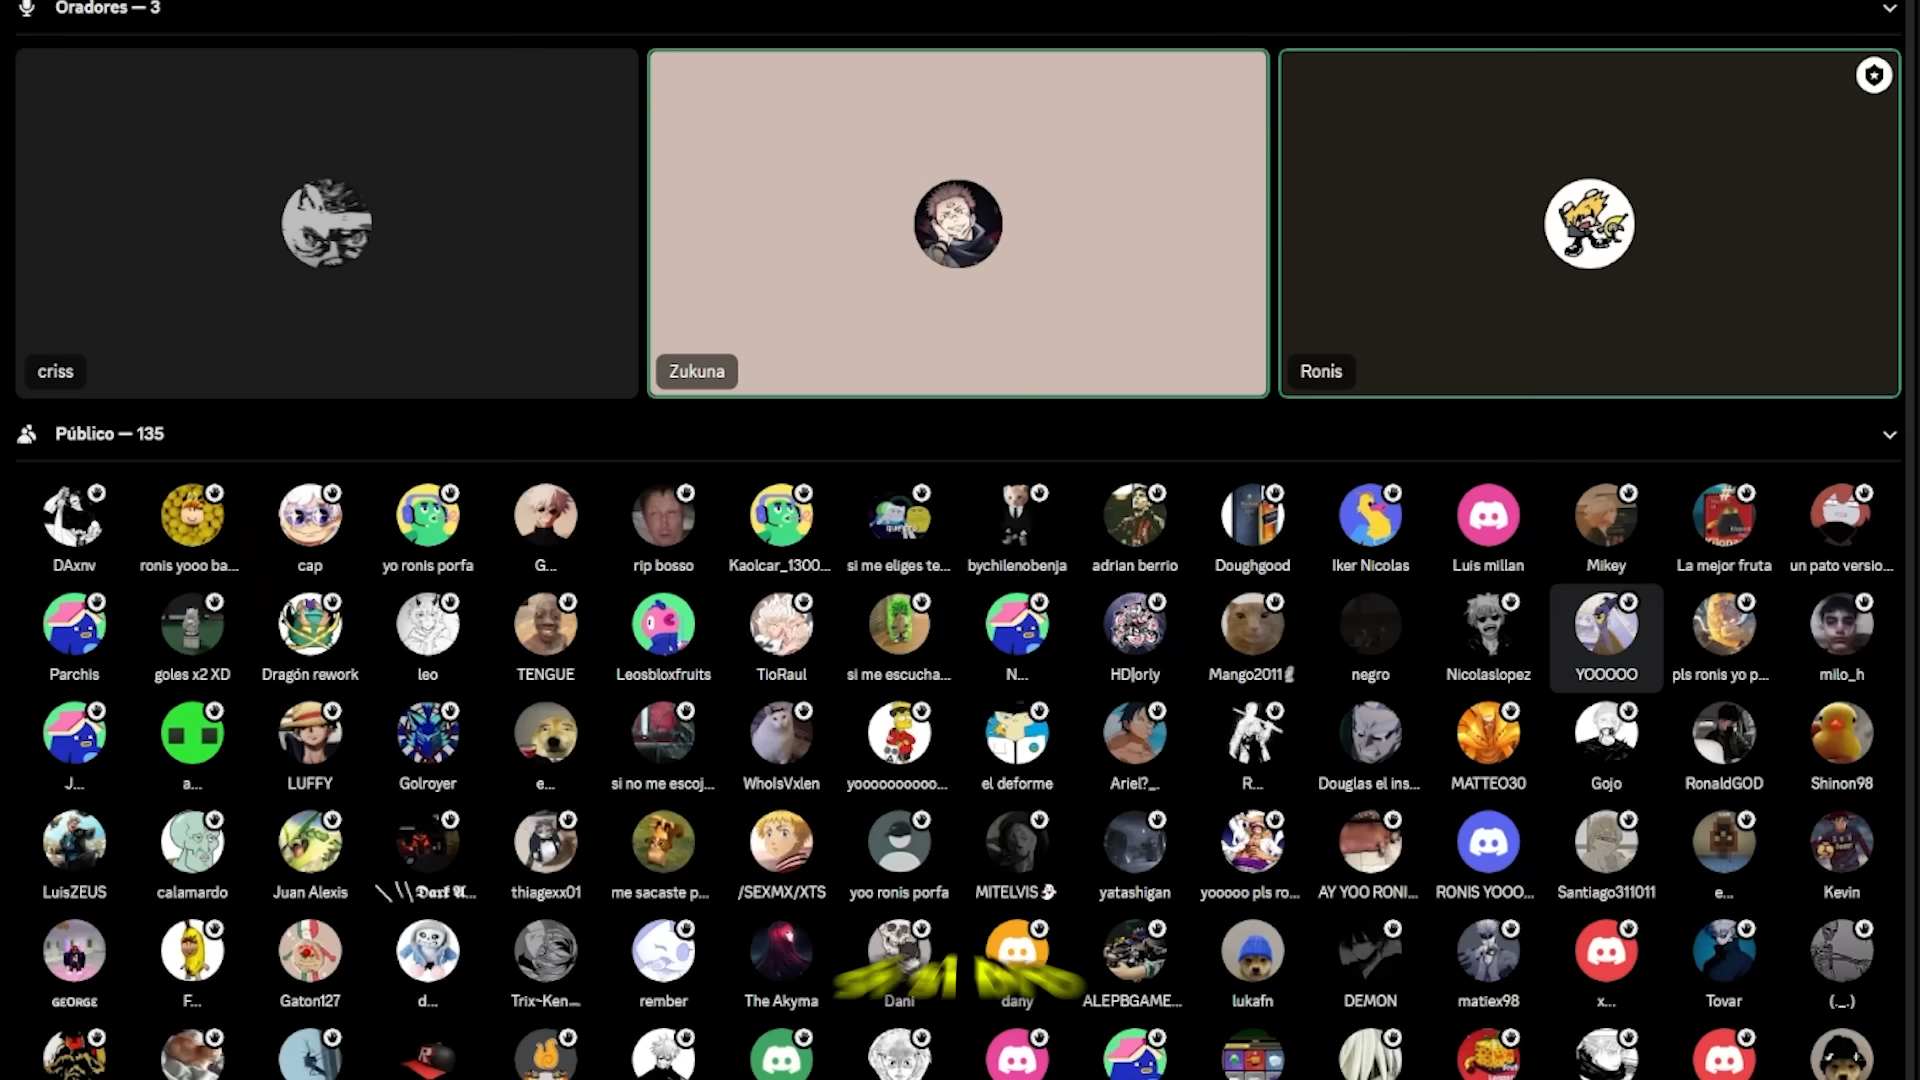 Oradores — 3
criss
Zukuna
Ronis
Público — 135
DAxnv
ronis yooo ba...
cap
yo ronis porfa
G...
rip bosso
Kaolcar_1300...
si me eliges te...
bychilenobenja
adrian berrio
Doughgood
Iker Nicolas
Luis millan
Mikey
La mejor fruta
un pato versio...
Parchis
goles x2 XD
Dragón rework
leo
TENGUE
Leosbloxfruits
TioRaul
si me escucha...
N...
HD|orly
Mango2011
negro
Nicolaslopez
YOOOOO
pls ronis yo p...
milo_h
J...
a...
LUFFY
Golroyer
e...
si no me escoj...
WhoIsVxlen
yoooooooooo...
el deforme
Ariel?_.
R...
Douglas el ins...
MATTEO30
Gojo
RonaldGOD
Shinon98
LuisZEUS
calamardo
Juan Alexis
\\\ 𝕯𝖆𝖗𝖐 𝖀...
thiagexx01
me sacaste p...
/SEXMX/XTS
yoo ronis porfa
MITELVIS👻
yatashigan
yooooo pls ro...
AY YOO RONI...
RONIS YOOO...
Santiago311011
e...
Kevin
GEORGE
F...
Gaton127
d...
Trix~Ken...
rember
The Akyma
Dani
dany
ALEPBGAME...
lukafn
DEMON
matiex98
x...
Tovar
(._.)